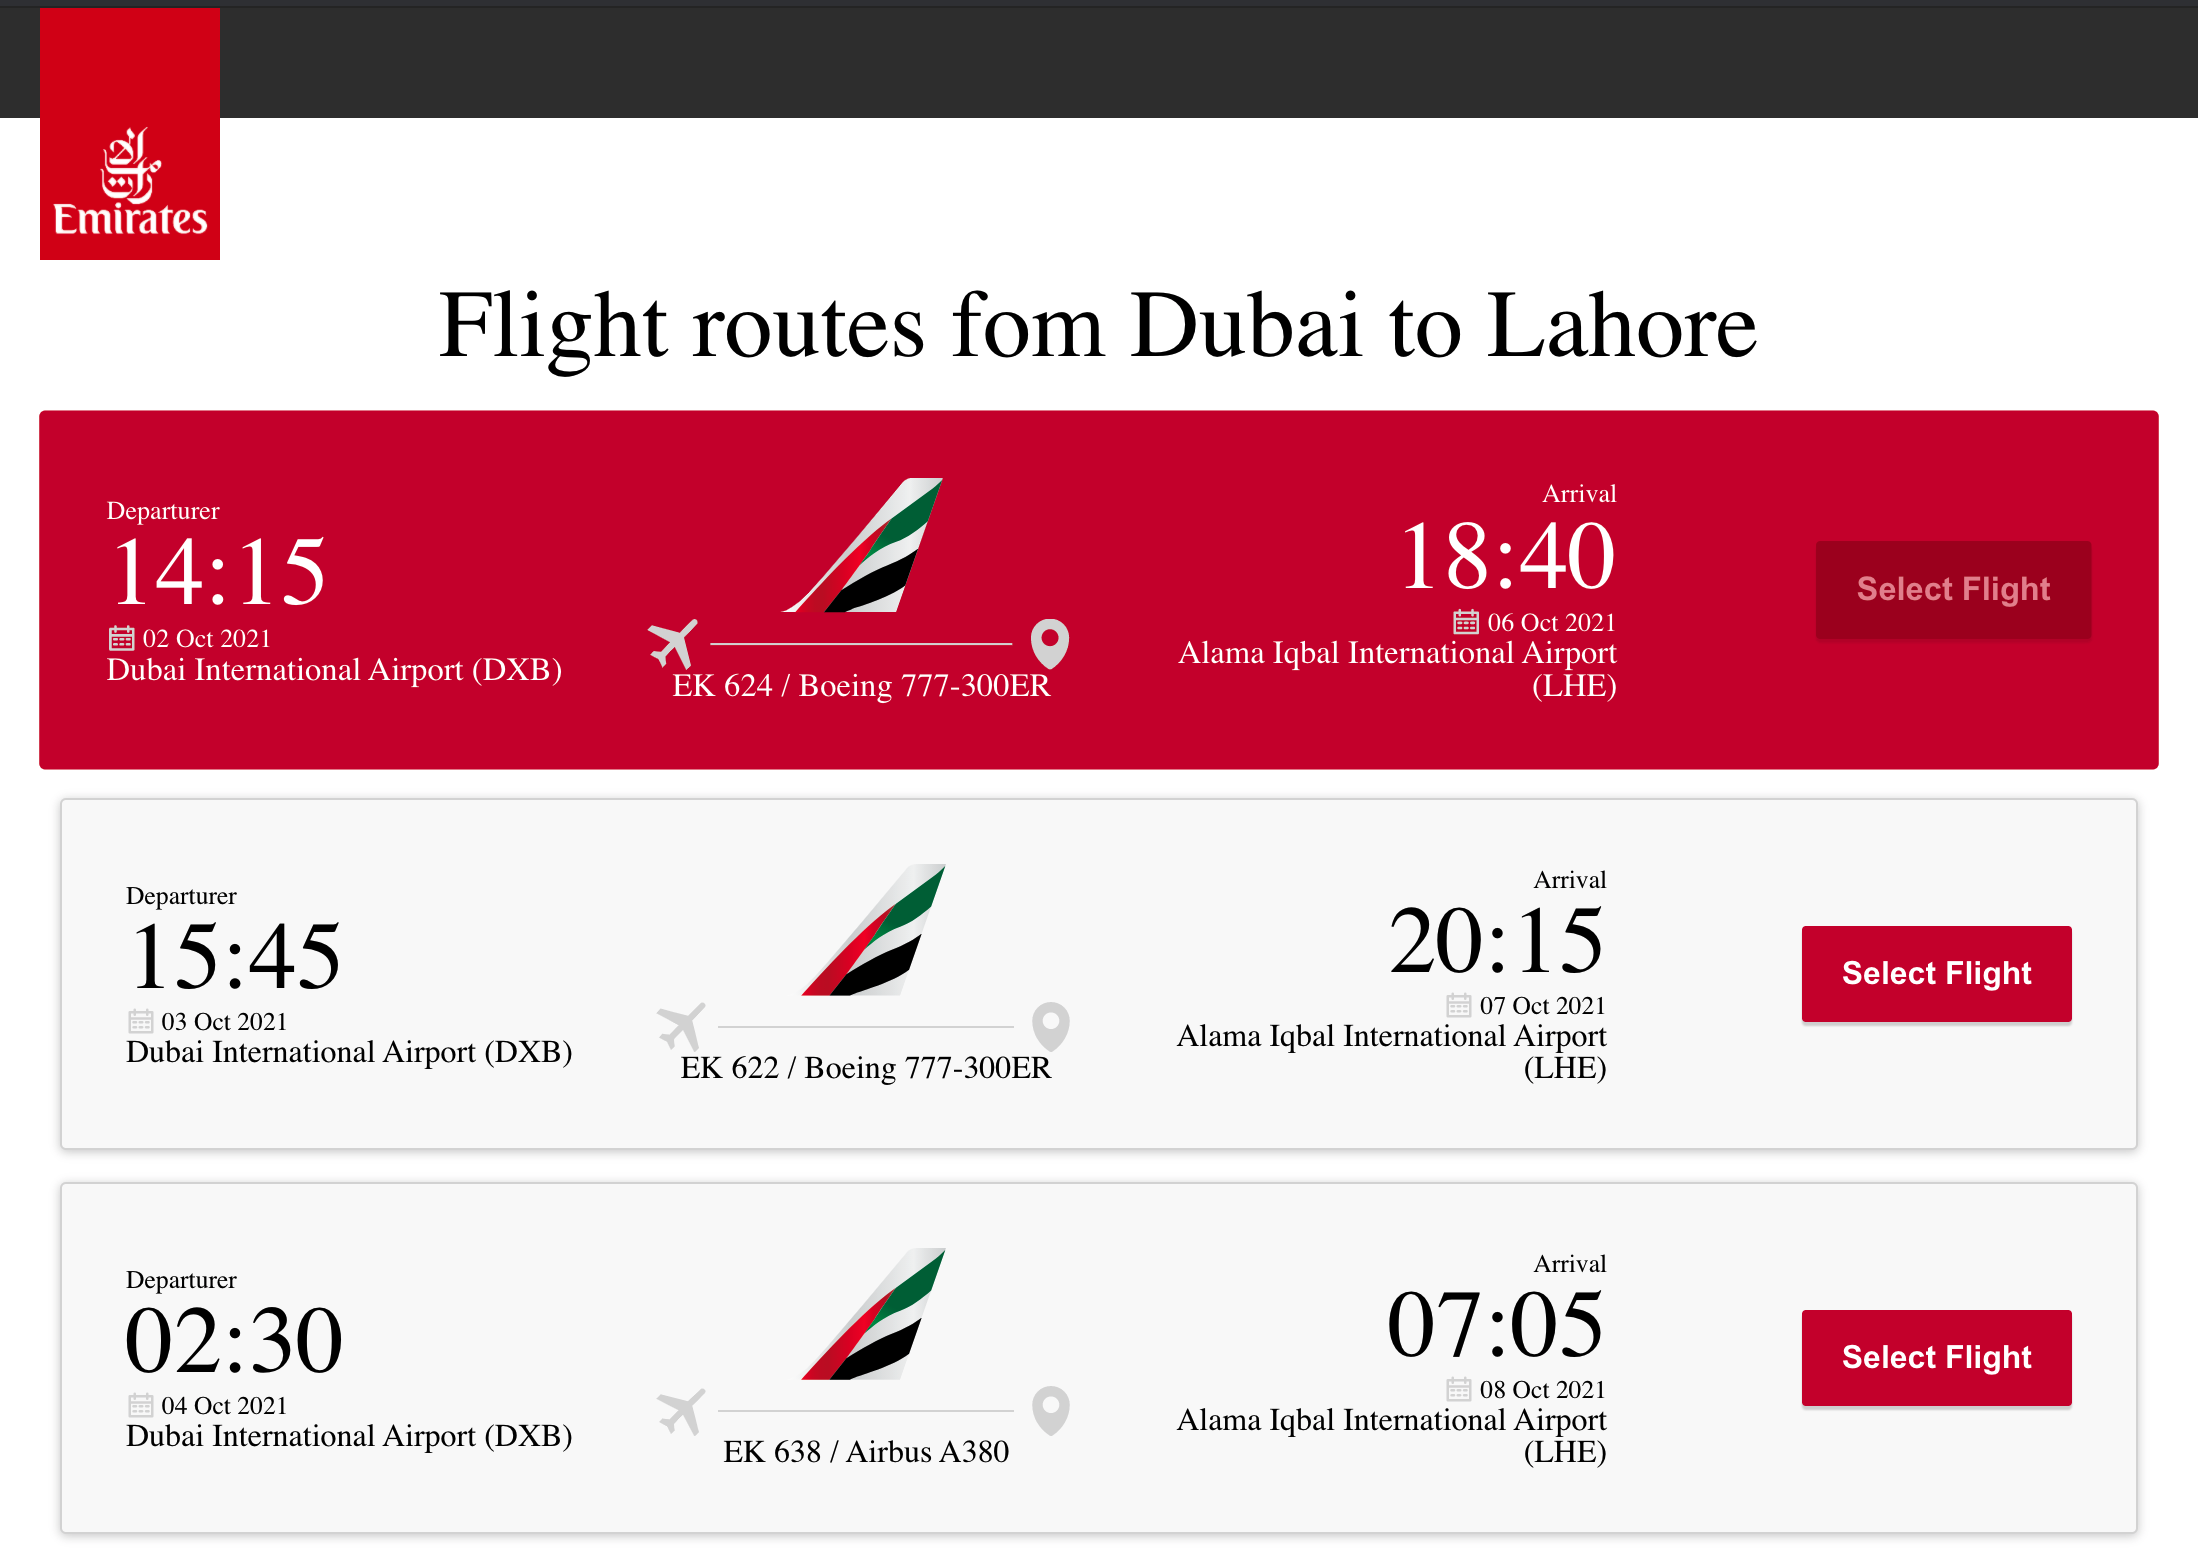 الإمارات
Emirates
Flight routes fom Dubai to Lahore
Departurer
14:15
02 Oct 2021
Dubai International Airport (DXB)
EK 624 / Boeing 777-300ER
Arrival
18:40
06 Oct 2021
Alama Iqbal International Airport
(LHE)
Select Flight
Departurer
15:45
03 Oct 2021
Dubai International Airport (DXB)
EK 622 / Boeing 777-300ER
Arrival
20:15
07 Oct 2021
Alama Iqbal International Airport
(LHE)
Select Flight
Departurer
02:30
04 Oct 2021
Dubai International Airport (DXB)
EK 638 / Airbus A380
Arrival
07:05
08 Oct 2021
Alama Iqbal International Airport
(LHE)
Select Flight